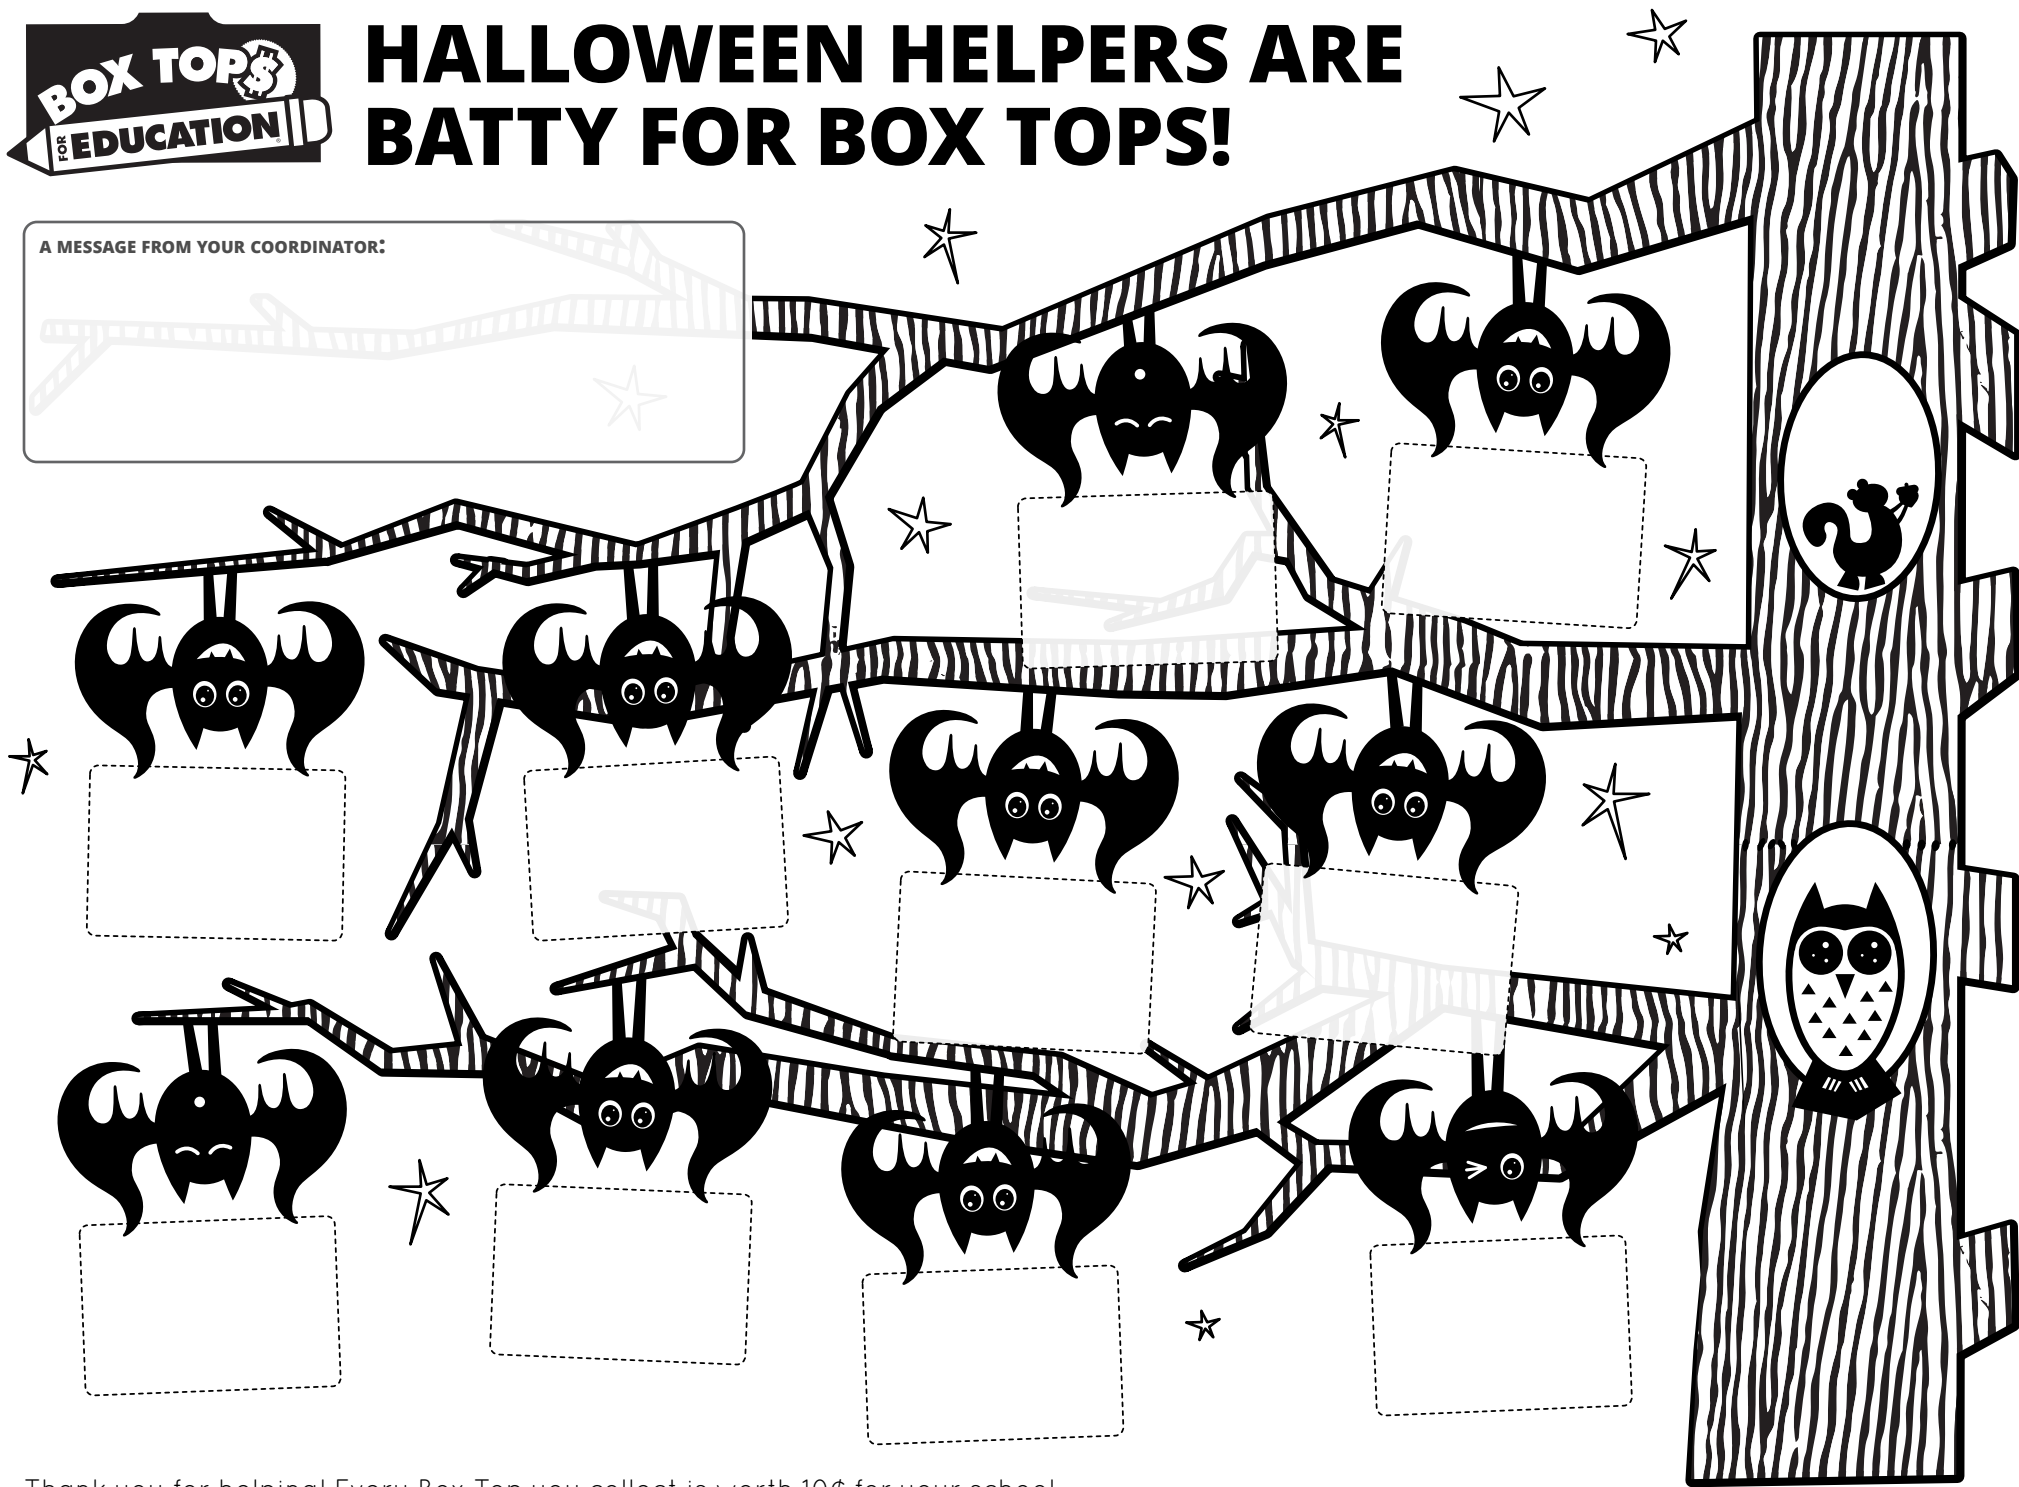 BOX TOP$
FOR EDUCATION
HALLOWEEN HELPERS ARE
BATTY FOR BOX TOPS!
A MESSAGE FROM YOUR COORDINATOR:
Thank you for helping! Every Box Top you collect is worth 10¢ for your school